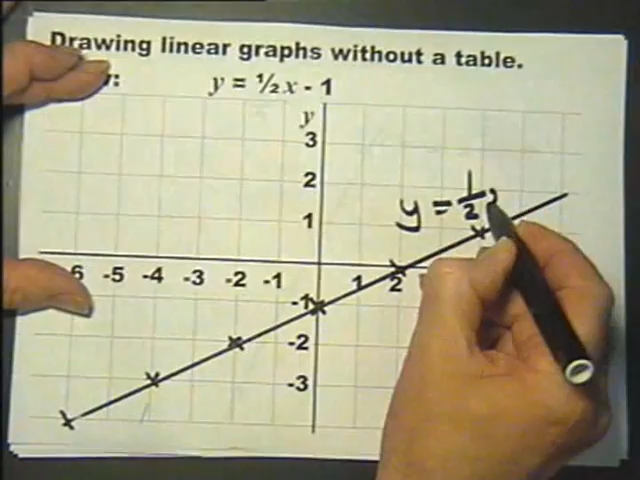 Drawing linear graphs without a table.
: y = ½x - 1
y
3
2
y = 1/2
1
6 -5 -4 -3 -2 -1 1 2
-1
-2
-3